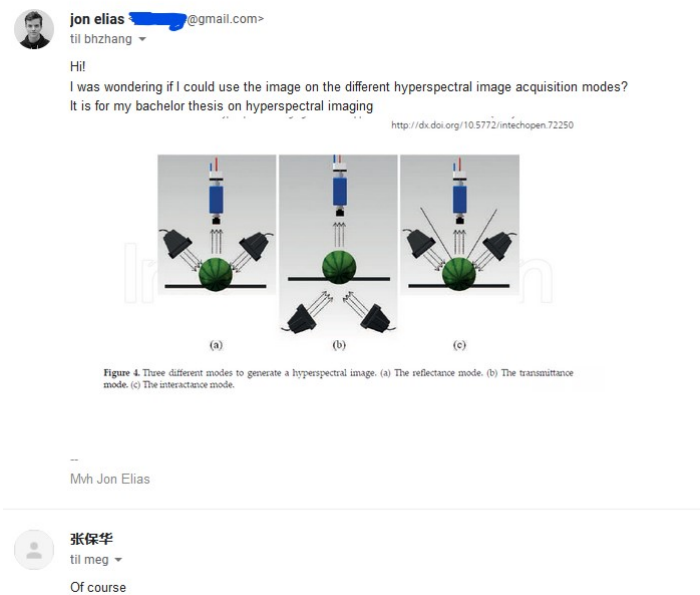 jon elias <@gmail.com>
til bhzhang
Hi!
I was wondering if I could use the image on the different hyperspectral image acquisition modes?
It is for my bachelor thesis on hyperspectral imaging
http://dx.doi.org/10.5772/intechopen.72250
(a) (b) (c)
Figure 4. Three different modes to generate a hyperspectral image. (a) The reflectance mode. (b) The transmittance
mode. (c) The interactance mode.
--
Mvh Jon Elias
张保华
til meg
Of course